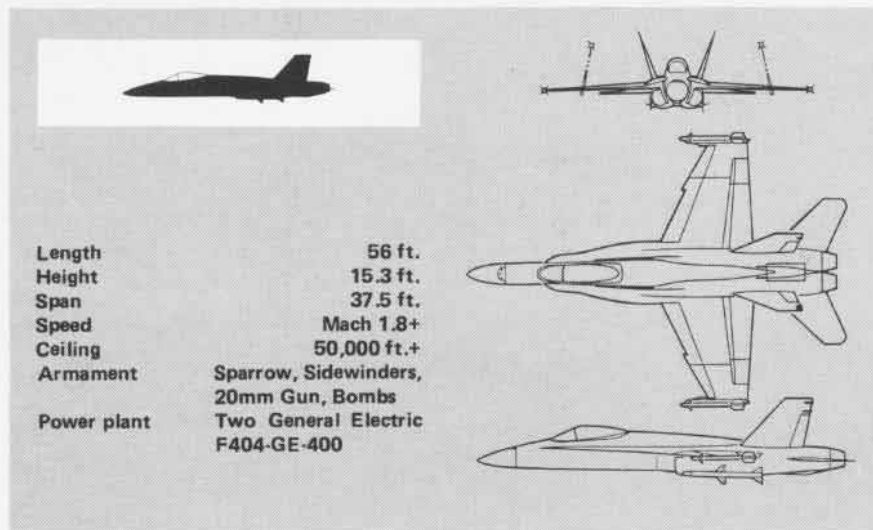 Length 56 ft.
Height 15.3 ft.
Span 37.5 ft.
Speed Mach 1.8+
Ceiling 50,000 ft.+
Armament Sparrow, Sidewinders,
20mm Gun, Bombs
Power plant Two General Electric
F404-GE-400